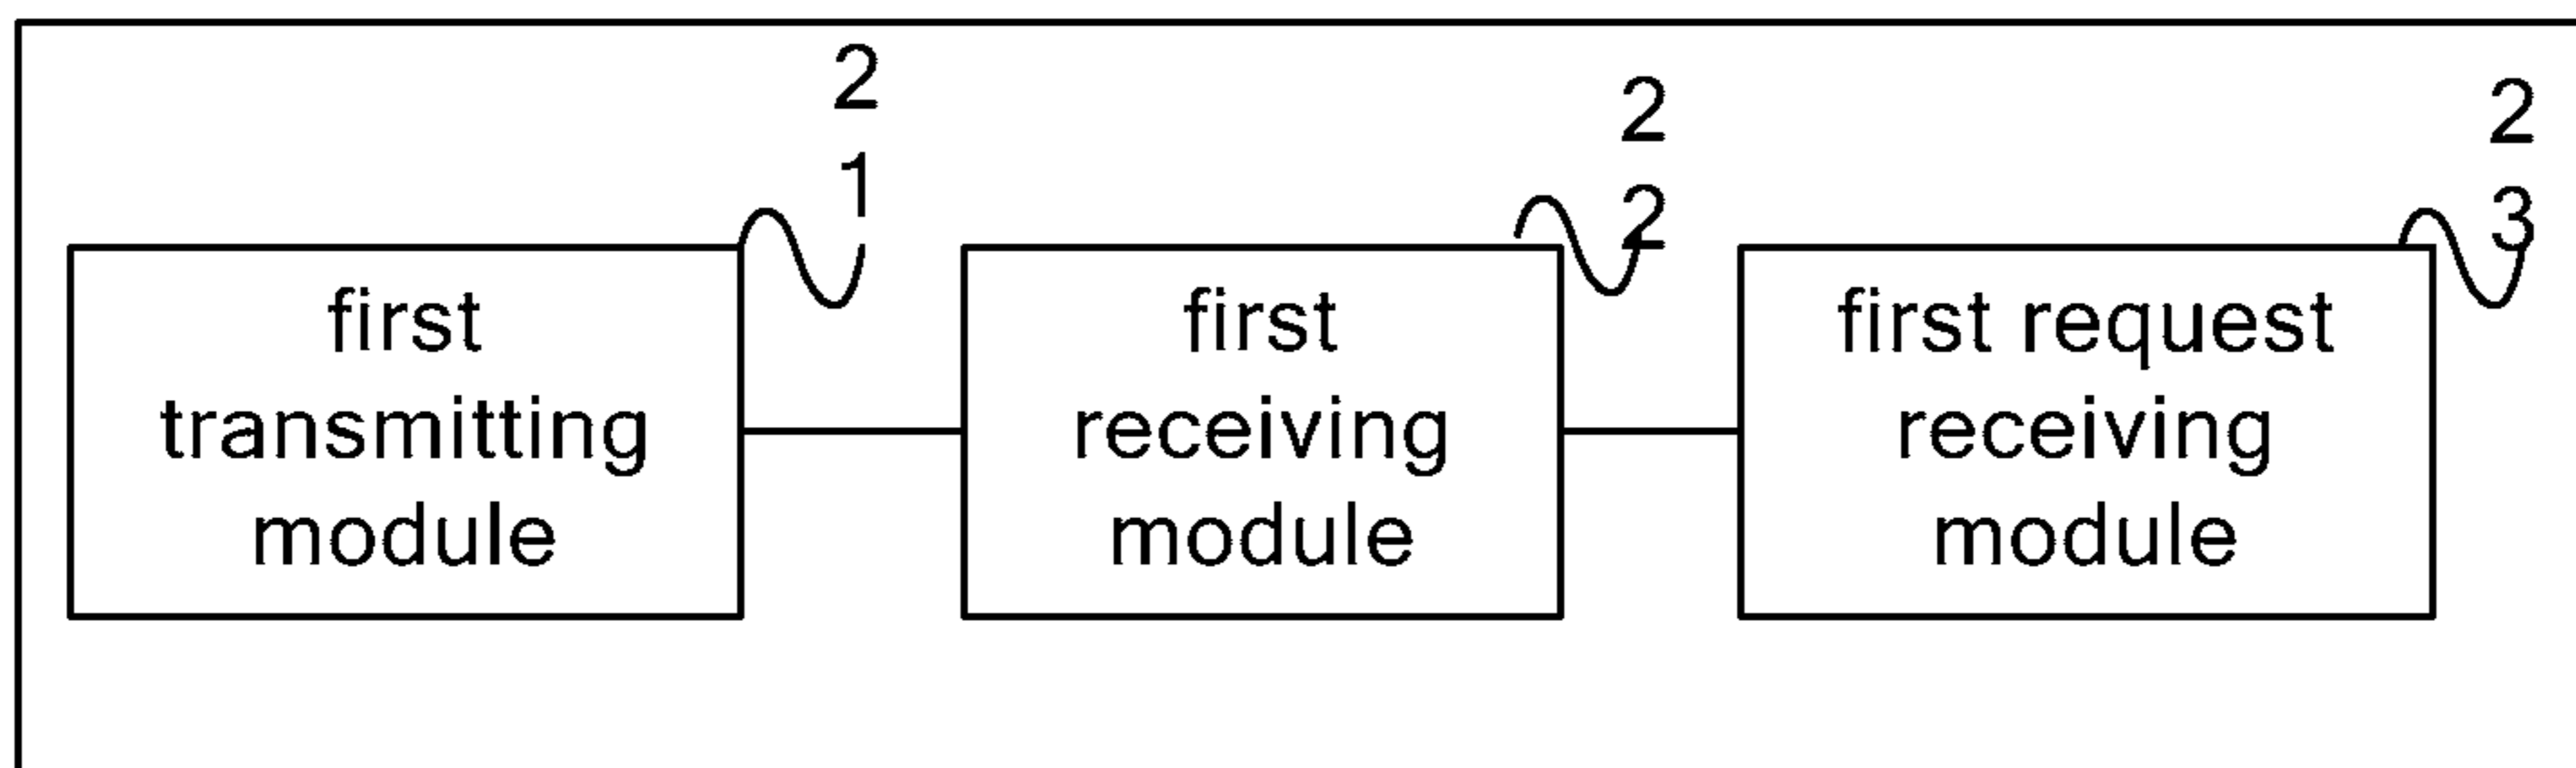 2
1
2
2
2
3
first
transmitting
module
first
receiving
module
first request
receiving
module